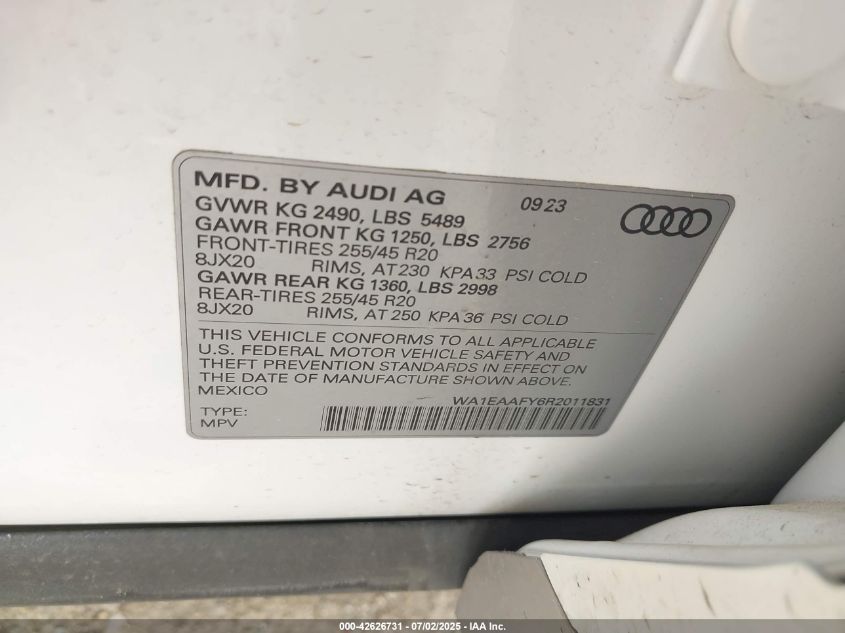 MFD. BY AUDI AG 09 23
GVWR KG 2490, LBS 5489
GAWR FRONT KG 1250, LBS 2756
FRONT-TIRES 255/45 R20
8JX20 RIMS, AT 230 KPA 33 PSI COLD
GAWR REAR KG 1360, LBS 2998
REAR-TIRES 255/45 R20
8JX20 RIMS, AT 250 KPA 36 PSI COLD
THIS VEHICLE CONFORMS TO ALL APPLICABLE
U.S. FEDERAL MOTOR VEHICLE SAFETY AND
THEFT PREVENTION STANDARDS IN EFFECT ON
THE DATE OF MANUFACTURE SHOWN ABOVE.
MEXICO
WA1EAAFY6R2011831
TYPE:
MPV
000-42626731 - 07/02/2025 - IAA Inc.